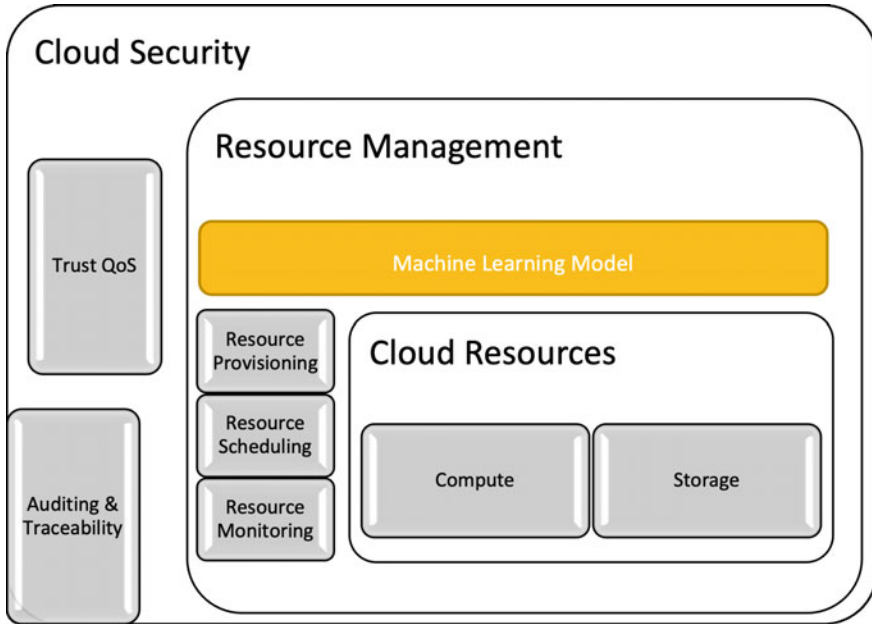 Cloud Security
Resource Management
Trust QoS
Machine Learning Model
Resource
Provisioning
Cloud Resources
Resource
Scheduling
Compute
Storage
Auditing &
Traceability
Resource
Monitoring